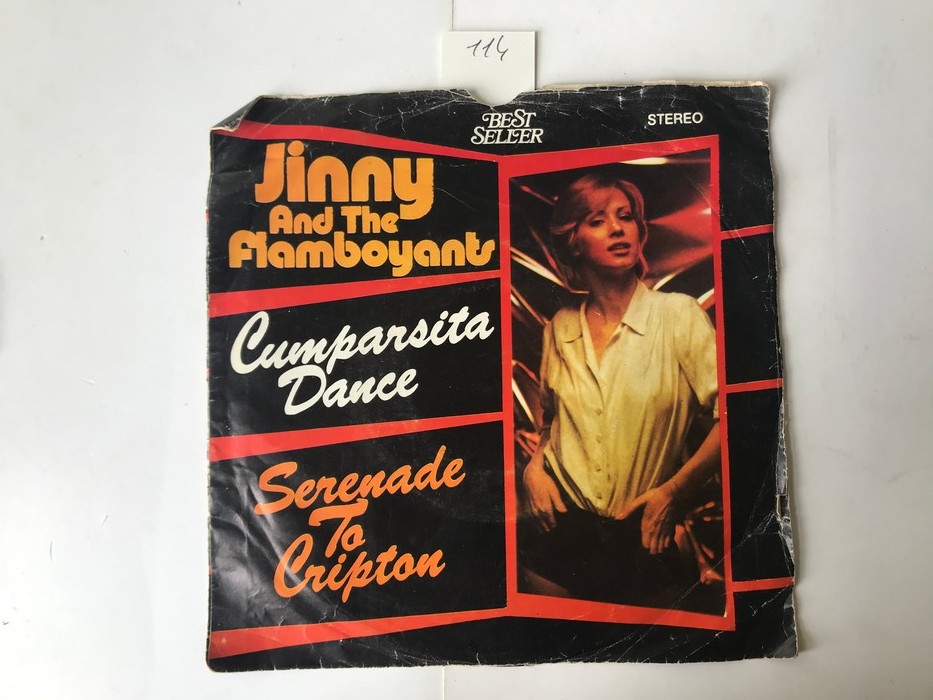 114
BEST
SELLER
STEREO
Jinny
And The
Flamboyants
Cumparsita
Dance
Serenade
To
Cripton